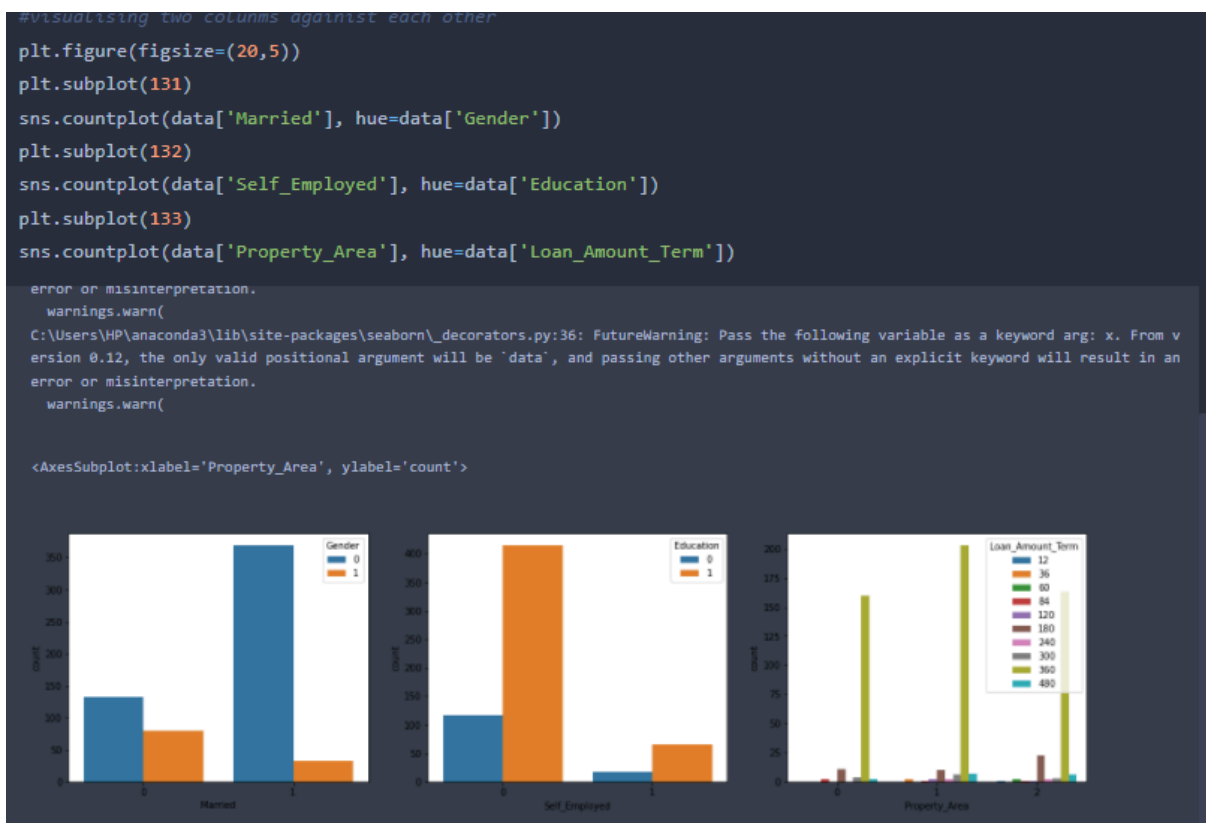 #visualising two colunms againist each other
plt.figure(figsize=(20,5))
plt.subplot(131)
sns.countplot(data['Married'], hue=data['Gender'])
plt.subplot(132)
sns.countplot(data['Self_Employed'], hue=data['Education'])
plt.subplot(133)
sns.countplot(data['Property_Area'], hue=data['Loan_Amount_Term'])
error or misinterpretation.
warnings.warn(
C:\Users\HP\anaconda3\lib\site-packages\seaborn\_decorators.py:36: FutureWarning: Pass the following variable as a keyword arg: x. From v
ersion 0.12, the only valid positional argument will be `data`, and passing other arguments without an explicit keyword will result in an
error or misinterpretation.
warnings.warn(
<AxesSubplot:xlabel='Property_Area', ylabel='count'>
Gender
0
1
350
300
250
200
150
100
50
0
count
0 1
Married
Education
0
1
400
350
300
250
200
150
100
50
0
count
0 1
Self_Employed
Loan_Amount_Term
12
36
60
84
120
180
240
300
360
480
200
175
150
125
100
75
50
25
0
count
0 1 2
Property_Area